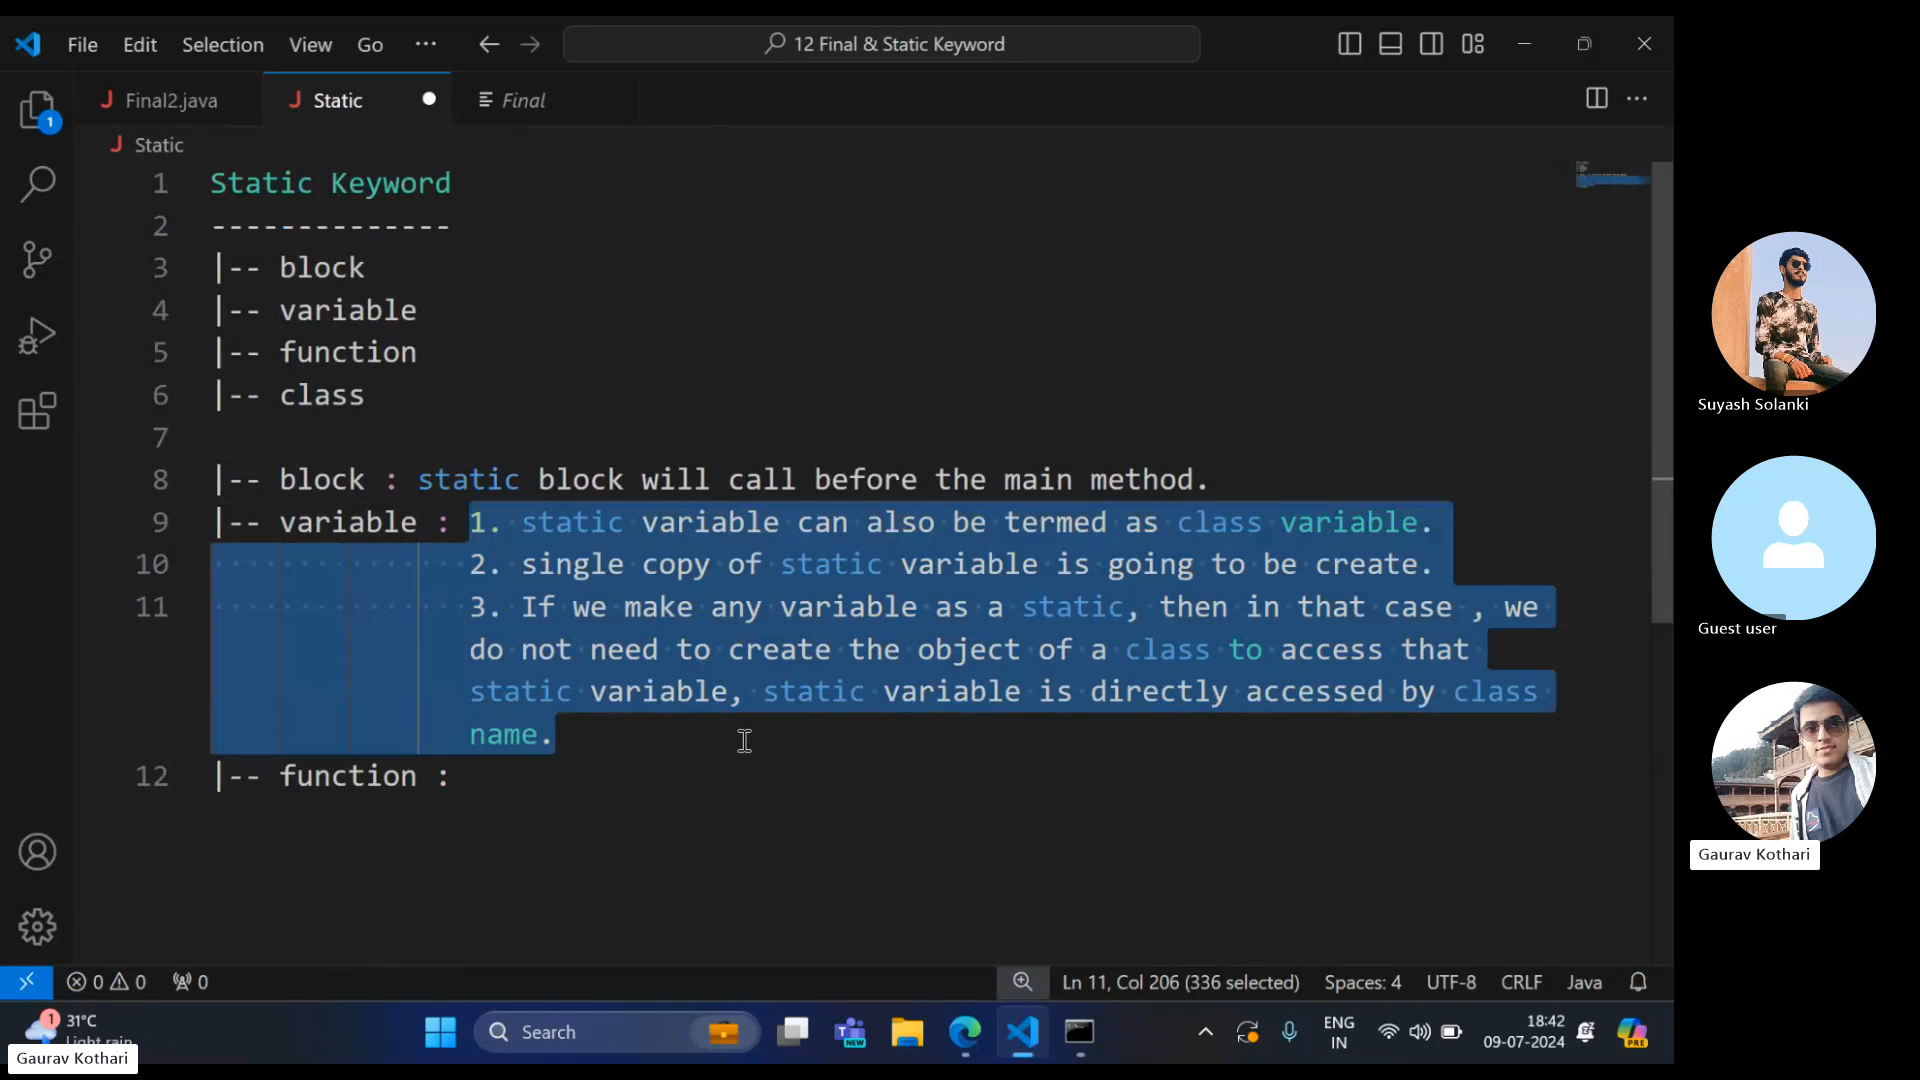 File Edit Selection View Go ··· 12 Final & Static Keyword
J Final2.java J Static Final
1
J Static
1 Static Keyword
2 --------------
3 |-- block
4 |-- variable
5 |-- function
6 |-- class
7
8 |-- block : static block will call before the main method.
9 |-- variable : 1. static variable can also be termed as class variable.
10 2. single copy of static variable is going to be create.
11 3. If we make any variable as a static, then in that case , we
do not need to create the object of a class to access that
static variable, static variable is directly accessed by class
name.
12 |-- function :
Suyash Solanki
Guest user
Gaurav Kothari
0 0 0 Ln 11, Col 206 (336 selected) Spaces: 4 UTF-8 CRLF Java
1 31°C
Light rain
Search
NEW
ENG
IN
18:42
09-07-2024
PRE
Gaurav Kothari